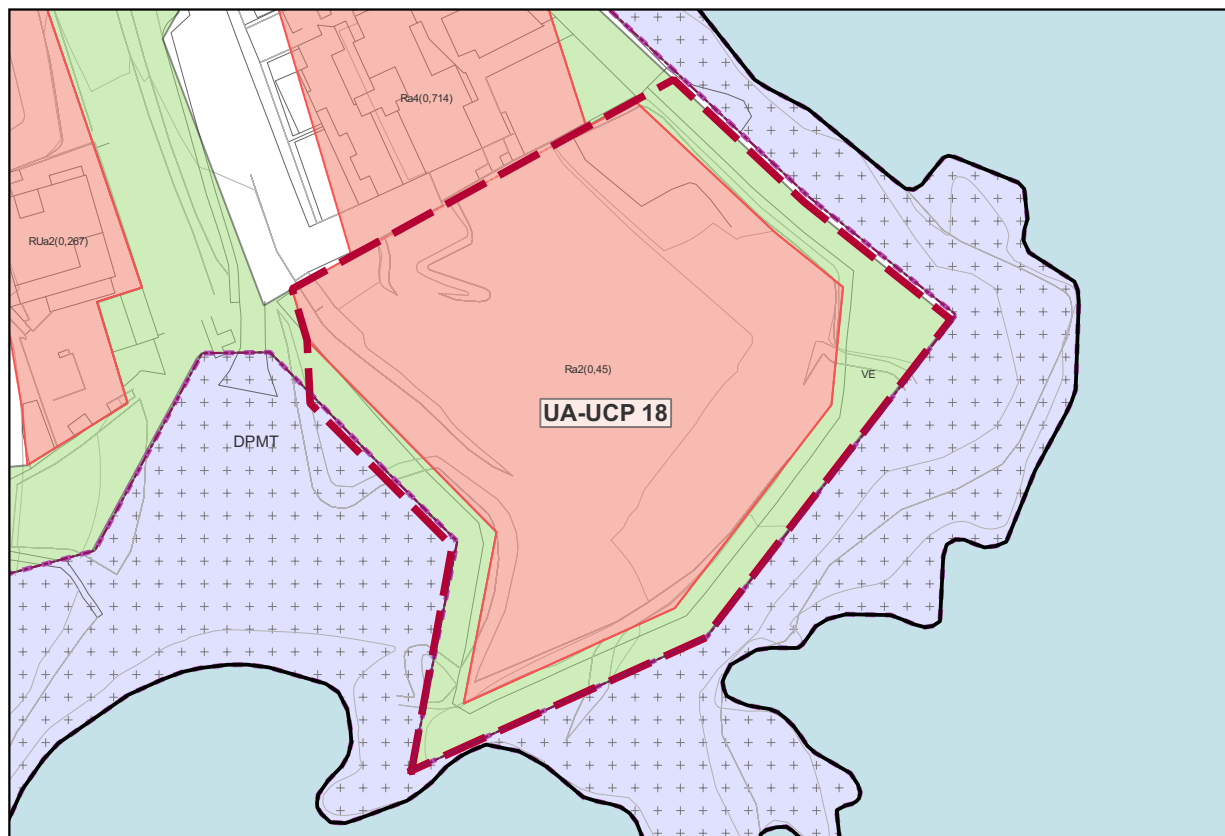 Ra4(0,714)
RUa2(0,267)
Ra2(0,45)
VE
UA-UCP 18
DPMT